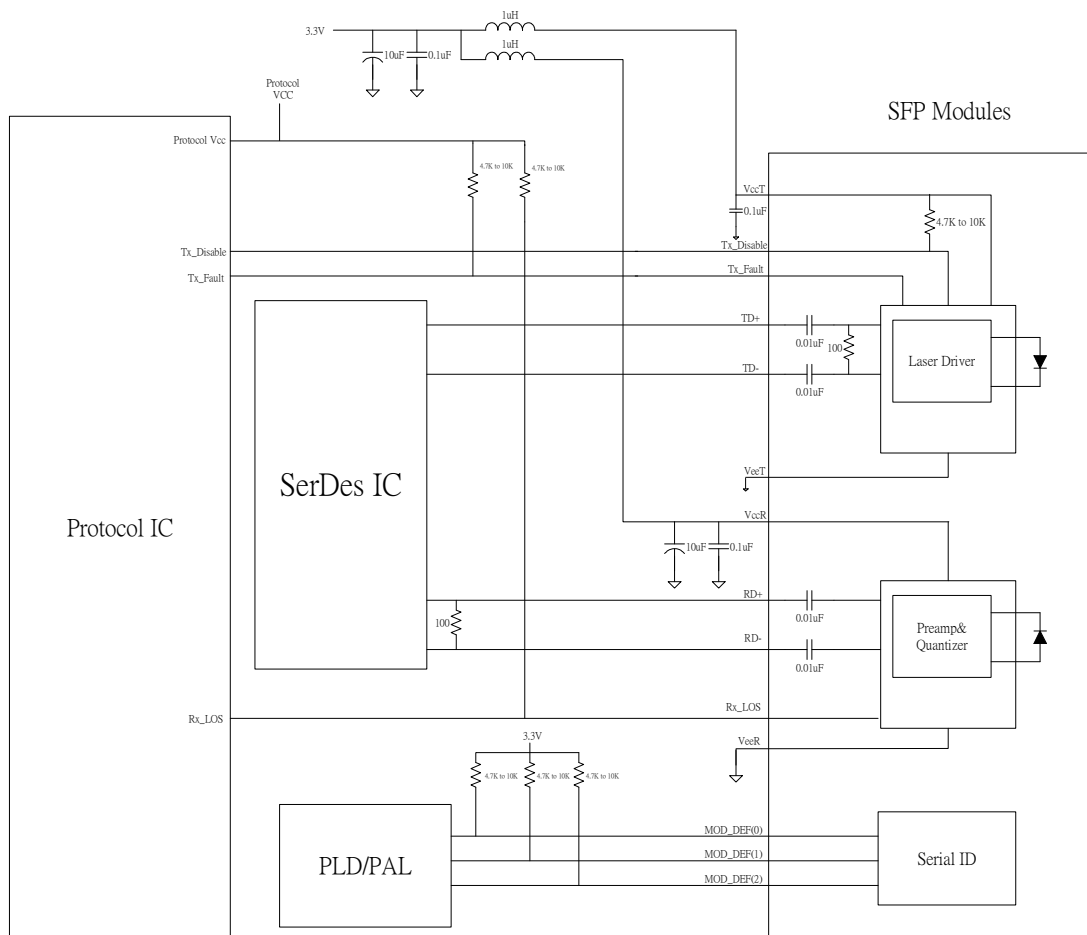 1uH
3.3V
1uH
10uF
0.1uF
Protocol
VCC
SFP Modules
Protocol Vcc
4.7K to 10K
4.7K to 10K
VccT
0.1uF
4.7K to 10K
Tx_Disable
Tx_Disable
Tx_Fault
Tx_Fault
TD+
0.01uF
100
Laser Driver
TD-
0.01uF
SerDes IC
VeeT
Protocol IC
VccR
10uF
0.1uF
RD+
0.01uF
100
Preamp&
Quantizer
RD-
0.01uF
Rx_LOS
Rx_LOS
3.3V
VeeR
4.7K to 10K
4.7K to 10K
4.7K to 10K
MOD_DEF(0)
PLD/PAL
MOD_DEF(1)
Serial ID
MOD_DEF(2)